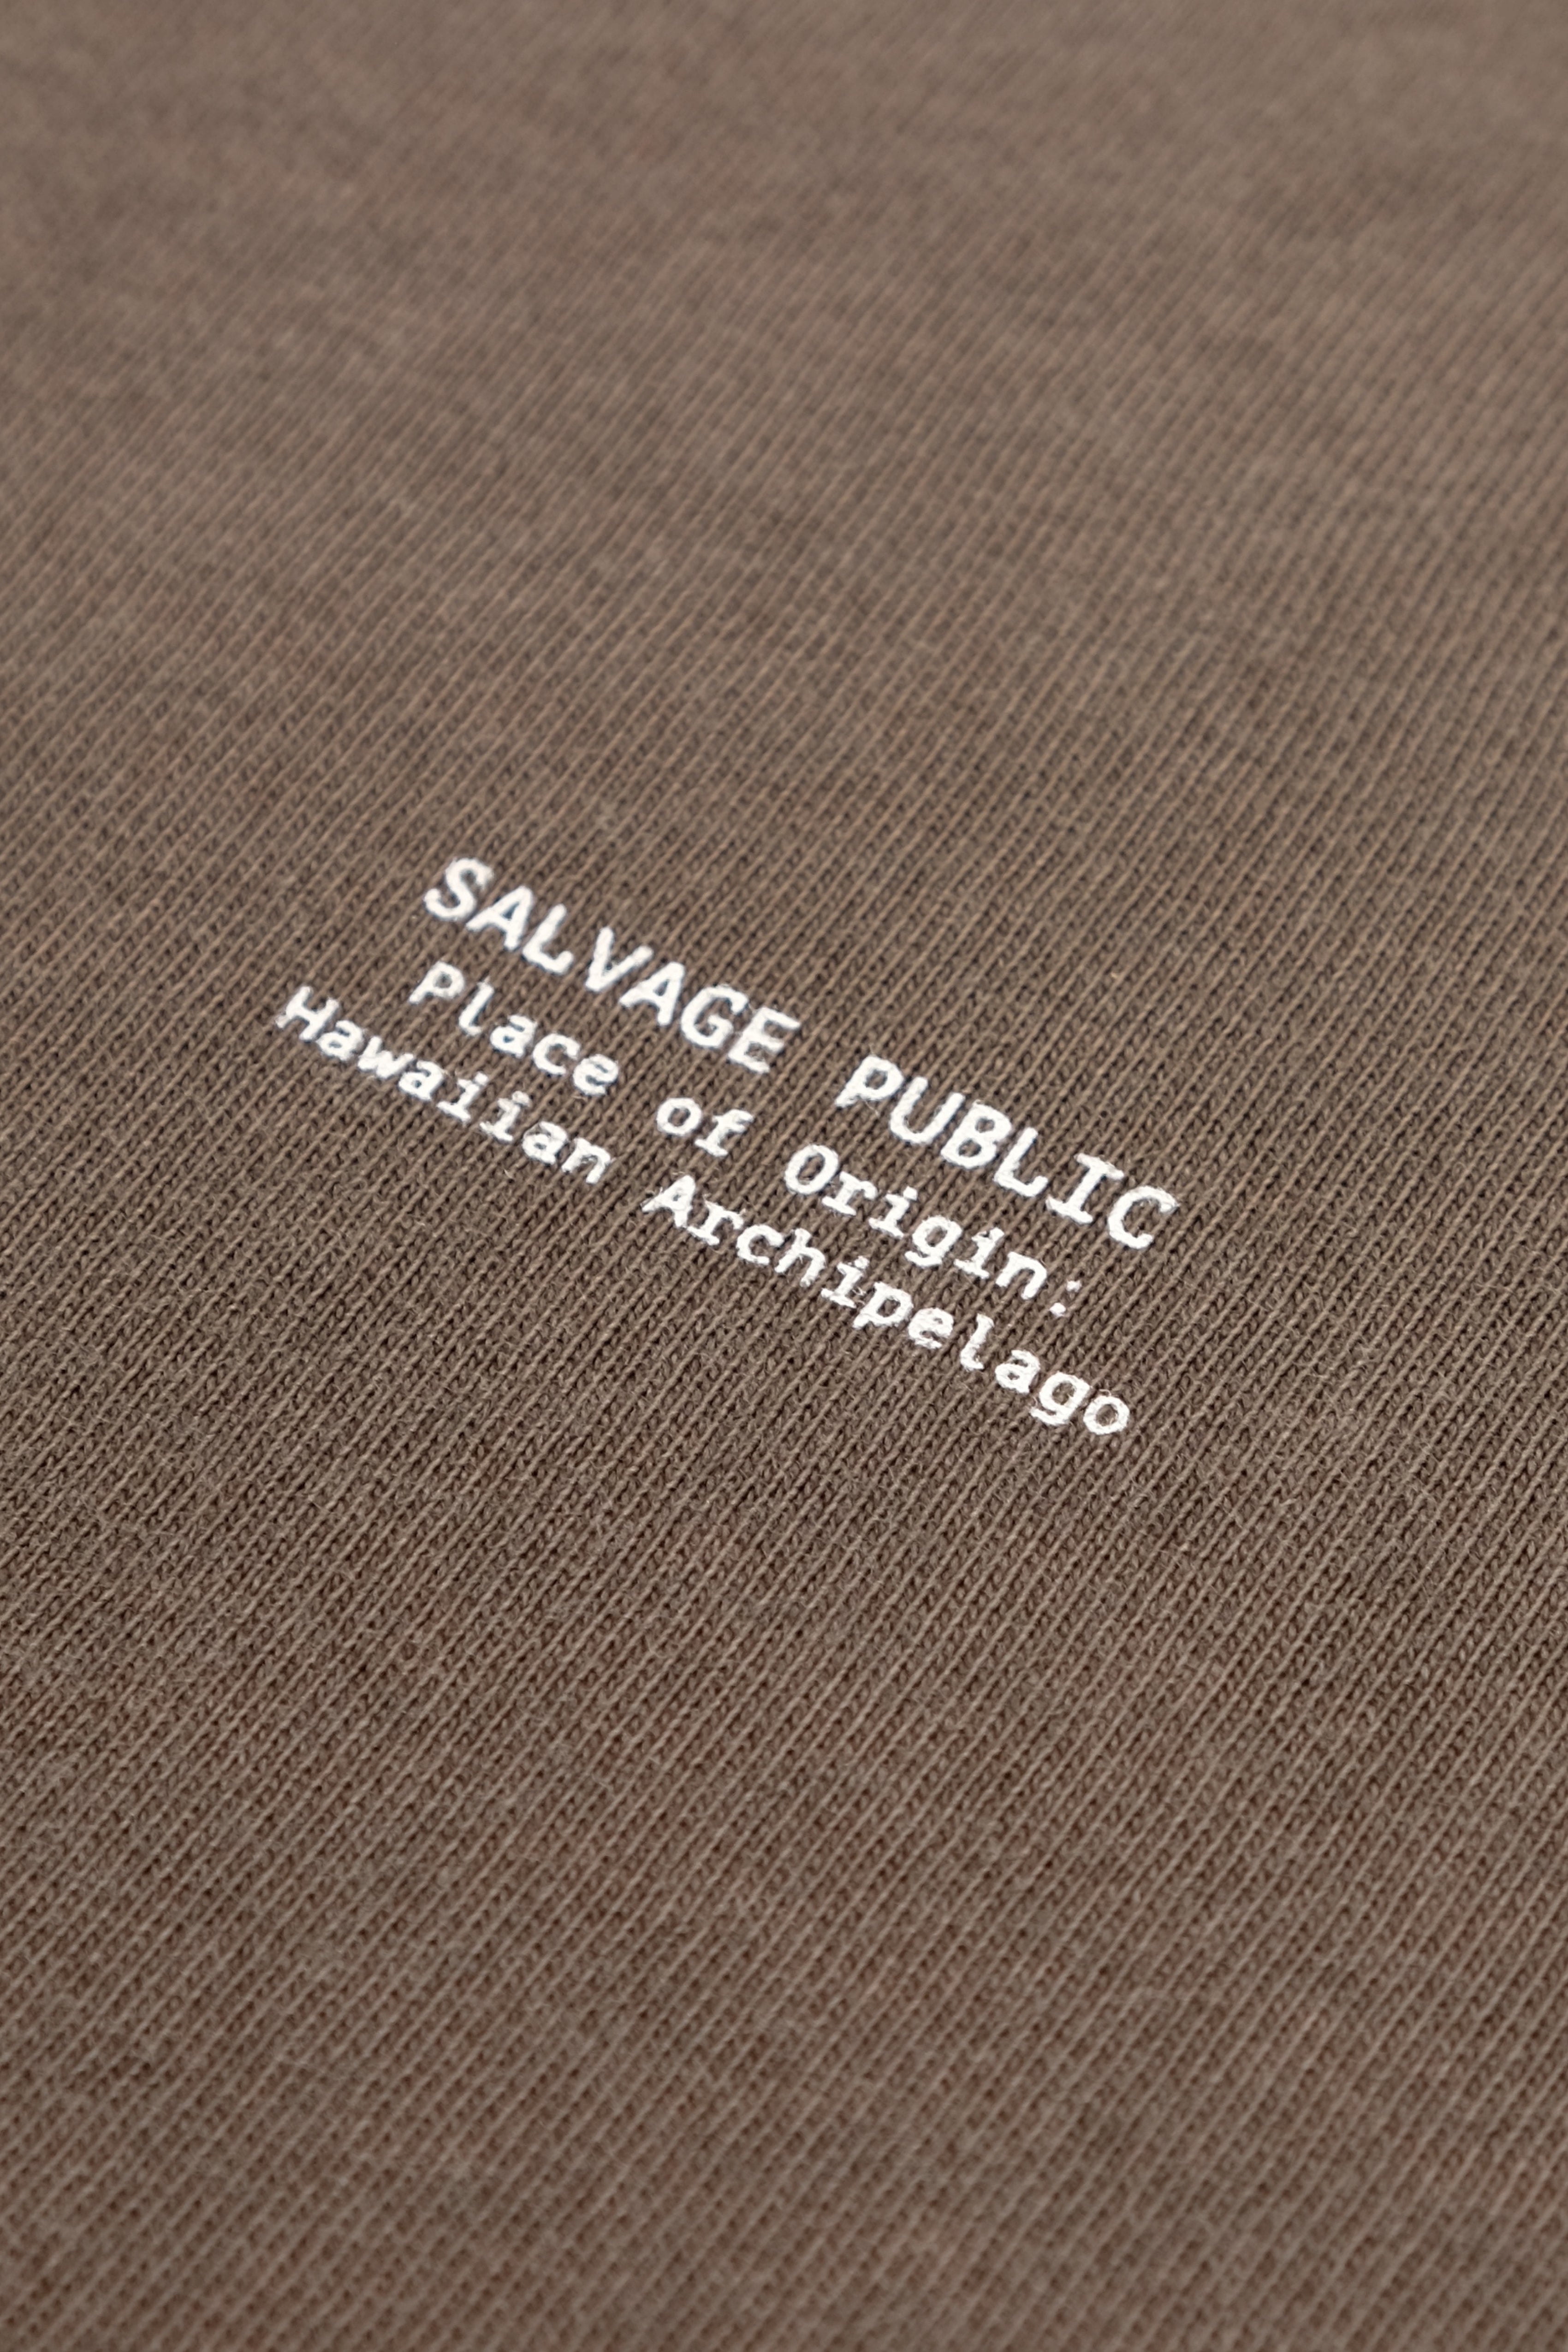 SALVAGE PUBLIC
Place of Origin:
Hawaiian Archipelago